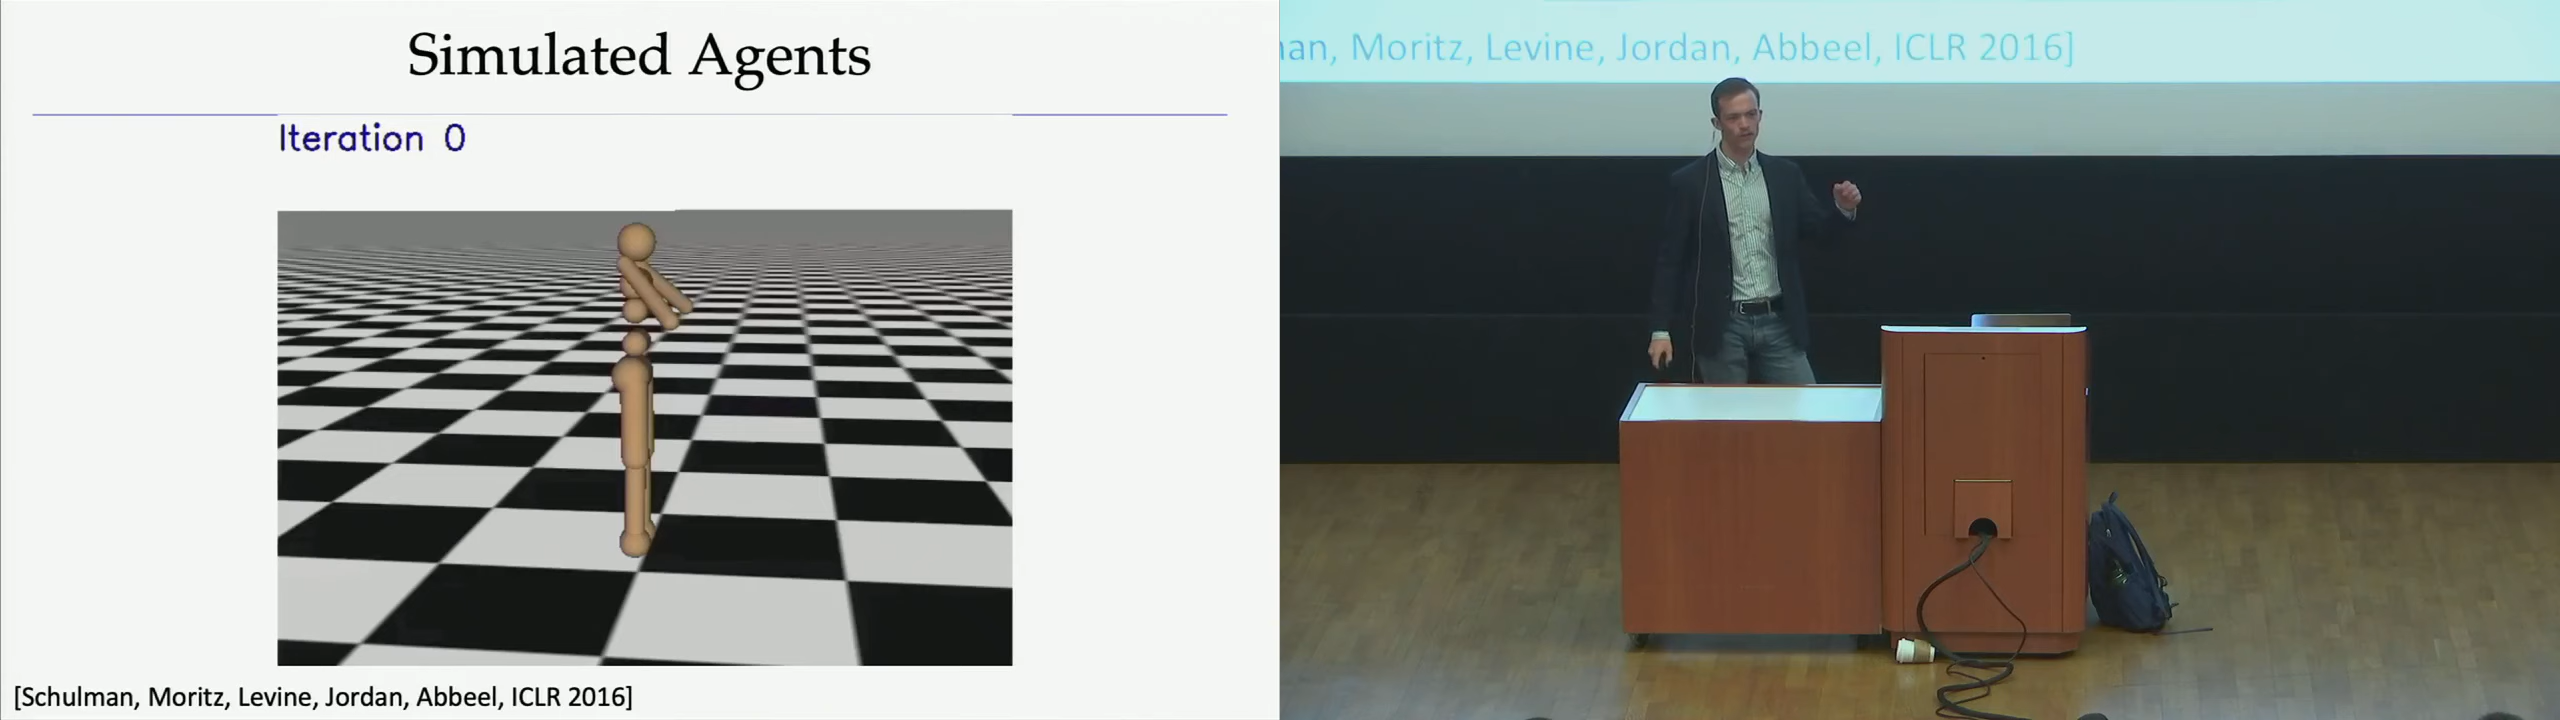 Simulated Agents
Iteration 0
[Schulman, Moritz, Levine, Jordan, Abbeel, ICLR 2016]
an, Moritz, Levine, Jordan, Abbeel, ICLR 2016]